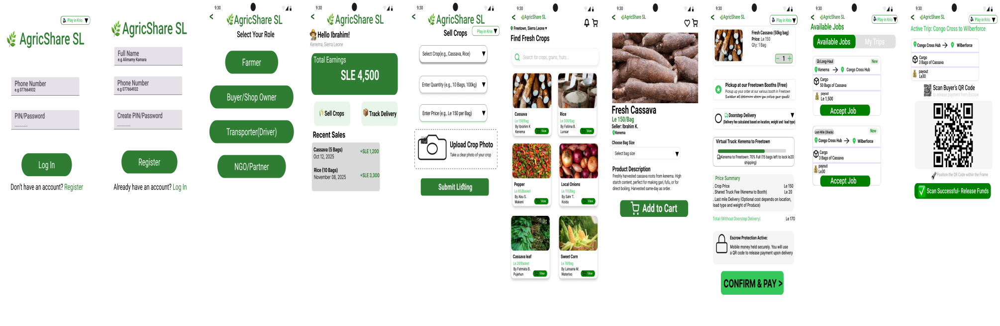 Play in Krio
AgricShare SL
Phone Number
e.g 077664932
PIN/Password
.............
Log In
Don't have an account? Register
AgricShare SL
Full Name
e.g Alimamy Kamara
Phone Number
e.g 077664932
Create PIN/Password
.............
Register
Already have an account? Log In
9:30
AgricShare SL
Select Your Role
Farmer
Buyer/Shop Owner
Transporter(Driver)
NGO/Partner
9:30
AgricShare SL
Hello Ibrahim!
Kenema, Sierra Leone
Total Earnings
SLE 4,500
Sell Crops
Track Delivery
Recent Sales
Cassava (5 Bags)
Oct 12, 2025
+SLE 1,200
Rice (10 Bags)
November 08, 2025
+SLE 3,300
9:30
AgricShare SL
Sell Crops
Play in Krio
Select Crop(e.g., Cassava, Rice)
Enter Quantity (e.g., 10 Bags, 100kg)
Enter Price (e.g., Le 150 per Bag)
Upload Crop Photo
Take a clear photo of your crop
Submit Listing
9:30
AgricShare SL
Freetown, Sierra Leone
Find Fresh Crops
Search for crops, grains, fruits...
Cassava
Le 150/Bag
By Ibrahim K
Kenema
View
Rice
Le 300/Bag
By Fatima B.
Lunsar
View
Pepper
Le 80/Basket
By Abu S.
Makeni
View
Local Onions
Le 110/Bag
By Sahr T.
Koidu
View
Cassava leaf
Le 20/Basket
By Fatmata B.
Pujehun
View
Sweet Corn
Le 70/Bag
By Lansana M.
Waterloo
View
9:30
AgricShare SL
Fresh Cassava
Le 150/Bag
Seller: Ibrahim K.
Kenema
Choose Bag Size
Select bag size
Product Description
Freshly harvested cassava roots from kenema. High
starch content, perfect for making gari, fufu, or for
direct boiling. Harvested same-day as order.
Add to Cart
9:30
AgricShare SL
Play in Krio
Fresh Cassava (50kg bag)
Price: Le 150
Qty: 1 Bag
− 1 +
Pickup at our Freetown Booths (Free)
Pickup up your order at our various booth in Freetown
(Location will determine where you pickup your goods)
Doorstep Delivery
(Delivery fee calculated based on location, weight and load type)
Virtual Truck: Kenema to Freetown
Kenema to Freetown: 70% Full (15 bags left to lock le20
shipping)
Price Summary
. Crop Price Le 150
. Shared Truck Fee (Kenema to Booth) Le 20
. Last mile Delivery (Optional cost depends on location,
load type and weight of Produce)
Total (Without Doorstep Delivery) Le 170
Escrow Protection Active:
Mobile money held securely. You will use
a QR code to release payment upon delivery
CONFIRM & PAY >
9:30
AgricShare SL
Play in Krio
Available Jobs
Available Jobs
My Trips
Long-Haul
New
Kenema → Congo Cross Hub
Cargo
50 Bags of Cassava
payout
Le 1,500
Accept Job
Last-Mile (Okada)
New
Congo Cross Hub → Wilberforce
Cargo
3 Bags of Cassava
payout
Le30
Accept Job
9:30
AgricShare SL
Play in Krio
Active Trip: Congo Cross to Wilberforce
Congo Cross Hub → Wilberforce
Cargo
3 Bags of Cassava
payout
Le30
Scan Buyer's QR Code
to release payment from Escrow
Position the QR Code within the Frame
Scan Successful- Release Funds